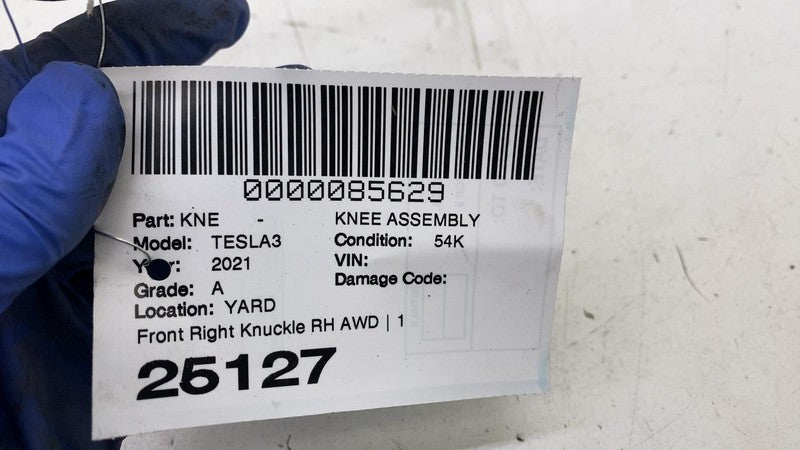 0000085629
Part: KNE - KNEE ASSEMBLY
Model: TESLA3 Condition: 54K
Year: 2021 VIN:
Grade: A Damage Code:
Location: YARD
Front Right Knuckle RH AWD | 1
25127